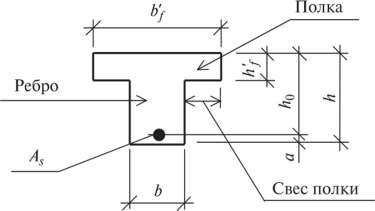 b′f
Полка
h′f
h0
h
Ребро
As
a
b
Свес полки